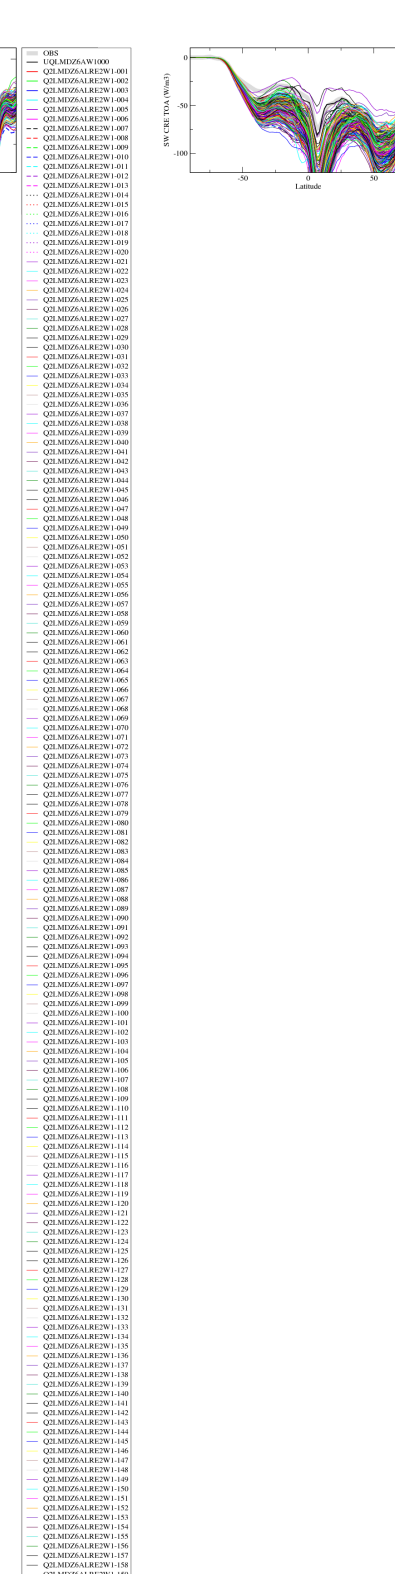 OBS
UQLMDZ6AW1000
Q2LMDZ6ALRE2W1-001
Q2LMDZ6ALRE2W1-002
Q2LMDZ6ALRE2W1-003
Q2LMDZ6ALRE2W1-004
Q2LMDZ6ALRE2W1-005
Q2LMDZ6ALRE2W1-006
Q2LMDZ6ALRE2W1-007
Q2LMDZ6ALRE2W1-008
Q2LMDZ6ALRE2W1-009
Q2LMDZ6ALRE2W1-010
Q2LMDZ6ALRE2W1-011
Q2LMDZ6ALRE2W1-012
Q2LMDZ6ALRE2W1-013
Q2LMDZ6ALRE2W1-014
Q2LMDZ6ALRE2W1-015
Q2LMDZ6ALRE2W1-016
Q2LMDZ6ALRE2W1-017
Q2LMDZ6ALRE2W1-018
Q2LMDZ6ALRE2W1-019
Q2LMDZ6ALRE2W1-020
Q2LMDZ6ALRE2W1-021
Q2LMDZ6ALRE2W1-022
Q2LMDZ6ALRE2W1-023
Q2LMDZ6ALRE2W1-024
Q2LMDZ6ALRE2W1-025
Q2LMDZ6ALRE2W1-026
Q2LMDZ6ALRE2W1-027
Q2LMDZ6ALRE2W1-028
Q2LMDZ6ALRE2W1-029
Q2LMDZ6ALRE2W1-030
Q2LMDZ6ALRE2W1-031
Q2LMDZ6ALRE2W1-032
Q2LMDZ6ALRE2W1-033
Q2LMDZ6ALRE2W1-034
Q2LMDZ6ALRE2W1-035
Q2LMDZ6ALRE2W1-036
Q2LMDZ6ALRE2W1-037
Q2LMDZ6ALRE2W1-038
Q2LMDZ6ALRE2W1-039
Q2LMDZ6ALRE2W1-040
Q2LMDZ6ALRE2W1-041
Q2LMDZ6ALRE2W1-042
Q2LMDZ6ALRE2W1-043
Q2LMDZ6ALRE2W1-044
Q2LMDZ6ALRE2W1-045
Q2LMDZ6ALRE2W1-046
Q2LMDZ6ALRE2W1-047
Q2LMDZ6ALRE2W1-048
Q2LMDZ6ALRE2W1-049
Q2LMDZ6ALRE2W1-050
Q2LMDZ6ALRE2W1-051
Q2LMDZ6ALRE2W1-052
Q2LMDZ6ALRE2W1-053
Q2LMDZ6ALRE2W1-054
Q2LMDZ6ALRE2W1-055
Q2LMDZ6ALRE2W1-056
Q2LMDZ6ALRE2W1-057
Q2LMDZ6ALRE2W1-058
Q2LMDZ6ALRE2W1-059
Q2LMDZ6ALRE2W1-060
Q2LMDZ6ALRE2W1-061
Q2LMDZ6ALRE2W1-062
Q2LMDZ6ALRE2W1-063
Q2LMDZ6ALRE2W1-064
Q2LMDZ6ALRE2W1-065
Q2LMDZ6ALRE2W1-066
Q2LMDZ6ALRE2W1-067
Q2LMDZ6ALRE2W1-068
Q2LMDZ6ALRE2W1-069
Q2LMDZ6ALRE2W1-070
Q2LMDZ6ALRE2W1-071
Q2LMDZ6ALRE2W1-072
Q2LMDZ6ALRE2W1-073
Q2LMDZ6ALRE2W1-074
Q2LMDZ6ALRE2W1-075
Q2LMDZ6ALRE2W1-076
Q2LMDZ6ALRE2W1-077
Q2LMDZ6ALRE2W1-078
Q2LMDZ6ALRE2W1-079
Q2LMDZ6ALRE2W1-080
Q2LMDZ6ALRE2W1-081
Q2LMDZ6ALRE2W1-082
Q2LMDZ6ALRE2W1-083
Q2LMDZ6ALRE2W1-084
Q2LMDZ6ALRE2W1-085
Q2LMDZ6ALRE2W1-086
Q2LMDZ6ALRE2W1-087
Q2LMDZ6ALRE2W1-088
Q2LMDZ6ALRE2W1-089
Q2LMDZ6ALRE2W1-090
Q2LMDZ6ALRE2W1-091
Q2LMDZ6ALRE2W1-092
Q2LMDZ6ALRE2W1-093
Q2LMDZ6ALRE2W1-094
Q2LMDZ6ALRE2W1-095
Q2LMDZ6ALRE2W1-096
Q2LMDZ6ALRE2W1-097
Q2LMDZ6ALRE2W1-098
Q2LMDZ6ALRE2W1-099
Q2LMDZ6ALRE2W1-100
Q2LMDZ6ALRE2W1-101
Q2LMDZ6ALRE2W1-102
Q2LMDZ6ALRE2W1-103
Q2LMDZ6ALRE2W1-104
Q2LMDZ6ALRE2W1-105
Q2LMDZ6ALRE2W1-106
Q2LMDZ6ALRE2W1-107
Q2LMDZ6ALRE2W1-108
Q2LMDZ6ALRE2W1-109
Q2LMDZ6ALRE2W1-110
Q2LMDZ6ALRE2W1-111
Q2LMDZ6ALRE2W1-112
Q2LMDZ6ALRE2W1-113
Q2LMDZ6ALRE2W1-114
Q2LMDZ6ALRE2W1-115
Q2LMDZ6ALRE2W1-116
Q2LMDZ6ALRE2W1-117
Q2LMDZ6ALRE2W1-118
Q2LMDZ6ALRE2W1-119
Q2LMDZ6ALRE2W1-120
Q2LMDZ6ALRE2W1-121
Q2LMDZ6ALRE2W1-122
Q2LMDZ6ALRE2W1-123
Q2LMDZ6ALRE2W1-124
Q2LMDZ6ALRE2W1-125
Q2LMDZ6ALRE2W1-126
Q2LMDZ6ALRE2W1-127
Q2LMDZ6ALRE2W1-128
Q2LMDZ6ALRE2W1-129
Q2LMDZ6ALRE2W1-130
Q2LMDZ6ALRE2W1-131
Q2LMDZ6ALRE2W1-132
Q2LMDZ6ALRE2W1-133
Q2LMDZ6ALRE2W1-134
Q2LMDZ6ALRE2W1-135
Q2LMDZ6ALRE2W1-136
Q2LMDZ6ALRE2W1-137
Q2LMDZ6ALRE2W1-138
Q2LMDZ6ALRE2W1-139
Q2LMDZ6ALRE2W1-140
Q2LMDZ6ALRE2W1-141
Q2LMDZ6ALRE2W1-142
Q2LMDZ6ALRE2W1-143
Q2LMDZ6ALRE2W1-144
Q2LMDZ6ALRE2W1-145
Q2LMDZ6ALRE2W1-146
Q2LMDZ6ALRE2W1-147
Q2LMDZ6ALRE2W1-148
Q2LMDZ6ALRE2W1-149
Q2LMDZ6ALRE2W1-150
Q2LMDZ6ALRE2W1-151
Q2LMDZ6ALRE2W1-152
Q2LMDZ6ALRE2W1-153
Q2LMDZ6ALRE2W1-154
Q2LMDZ6ALRE2W1-155
Q2LMDZ6ALRE2W1-156
Q2LMDZ6ALRE2W1-157
Q2LMDZ6ALRE2W1-158
SW CRE TOA (W/m3)
0
-50
-100
-50
0
50
Latitude